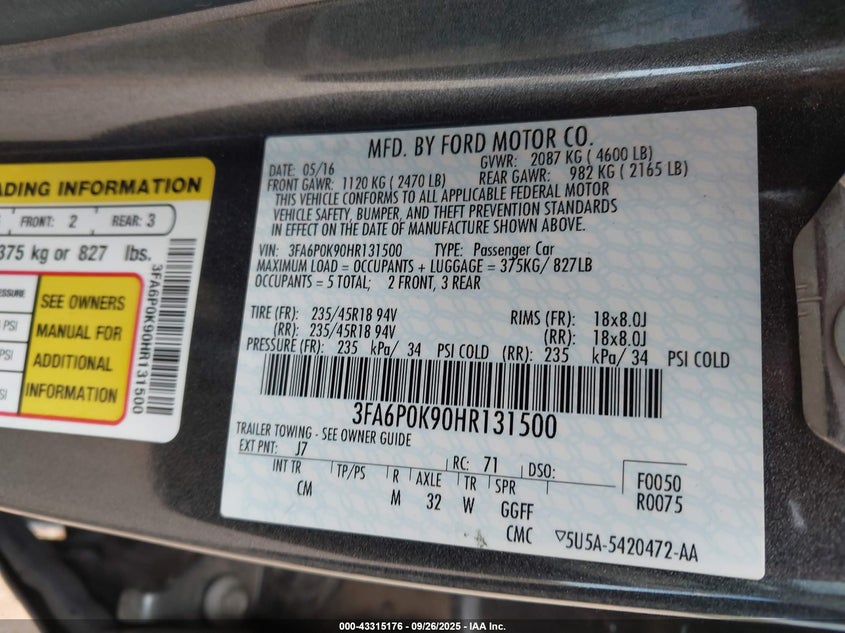 ADING INFORMATION
FRONT: 2 REAR: 3
375 kg or 827 lbs.
PSI
PSI
SI
SEE OWNERS
MANUAL FOR
ADDITIONAL
INFORMATION
3FA6P0K90HR131500
MFD. BY FORD MOTOR CO.
DATE: 05/16 GVWR: 2087 KG ( 4600 LB)
FRONT GAWR: 1120 KG ( 2470 LB) REAR GAWR: 982 KG ( 2165 LB)
THIS VEHICLE CONFORMS TO ALL APPLICABLE FEDERAL MOTOR
VEHICLE SAFETY, BUMPER, AND THEFT PREVENTION STANDARDS
IN EFFECT ON THE DATE OF MANUFACTURE SHOWN ABOVE.
VIN: 3FA6P0K90HR131500 TYPE: Passenger Car
MAXIMUM LOAD = OCCUPANTS + LUGGAGE = 375KG/ 827LB
OCCUPANTS = 5 TOTAL; 2 FRONT, 3 REAR
TIRE (FR): 235/45R18 94V RIMS (FR): 18x8.0J
(RR): 235/45R18 94V (RR): 18x8.0J
PRESSURE (FR): 235 kPa/ 34 PSI COLD (RR): 235 kPa/ 34 PSI COLD
3FA6P0K90HR131500
TRAILER TOWING - SEE OWNER GUIDE
EXT PNT: J7 RC: 71 DSO: F0050
INT TR TP/PS R AXLE TR SPR R0075
CM M 32 W GGFF
CMC ▽5U5A-5420472-AA
000-43315176 - 09/26/2025 - IAA Inc.